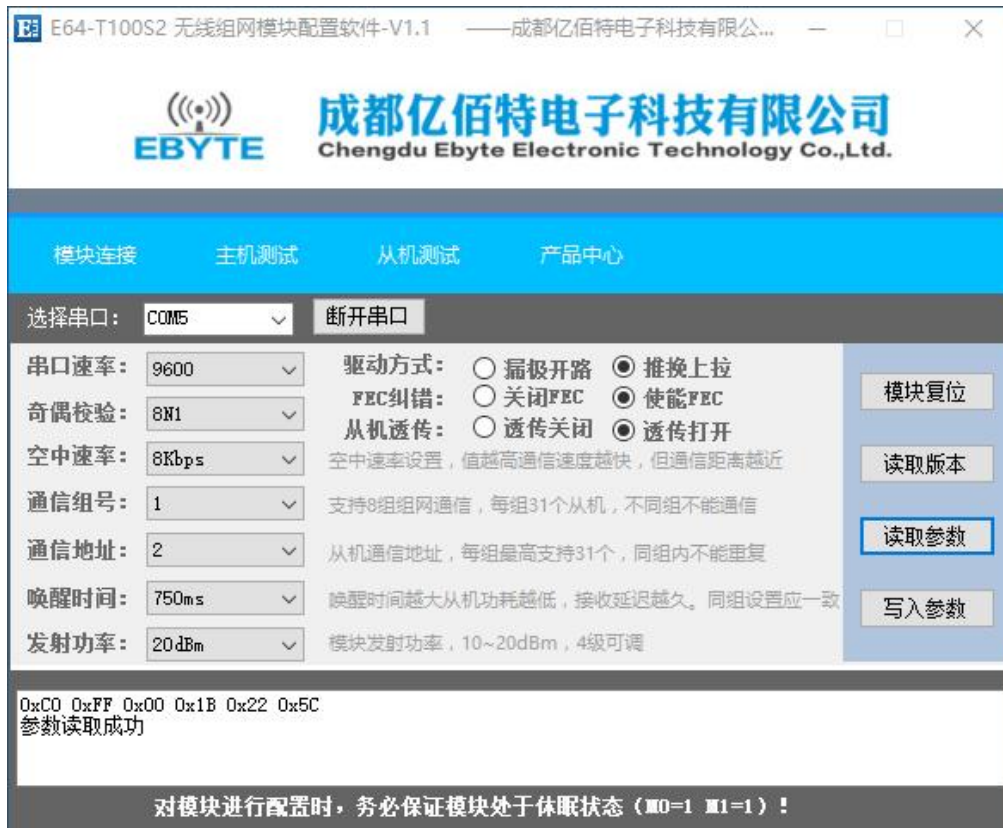 E64-T100S2 无线组网模块配置软件-V1.1 ——成都亿佰特电子科技有限公...
EBYTE
成都亿佰特电子科技有限公司
Chengdu Ebyte Electronic Technology Co.,Ltd.
模块连接 主机测试 从机测试 产品中心
选择串口： COM5 断开串口
串口速率： 9600 驱动方式： 漏极开路 推挽上拉
奇偶校验： 8N1 FEC纠错： 关闭FEC 使能FEC
从机透传： 透传关闭 透传打开
模块复位
空中速率： 8Kbps 空中速率设置，值越高通信速度越快，但通信距离越近
读取版本
通信组号： 1 支持8组组网通信，每组31个从机，不同组不能通信
通信地址： 2 从机通信地址，每组最高支持31个，同组内不能重复
读取参数
唤醒时间： 750ms 唤醒时间越大从机功耗越低，接收延迟越久。同组设置应一致
写入参数
发射功率： 20dBm 模块发射功率，10~20dBm，4级可调
0xC0 0xFF 0x00 0x1B 0x22 0x5C
参数读取成功
对模块进行配置时，务必保证模块处于休眠状态（M0=1 M1=1）！